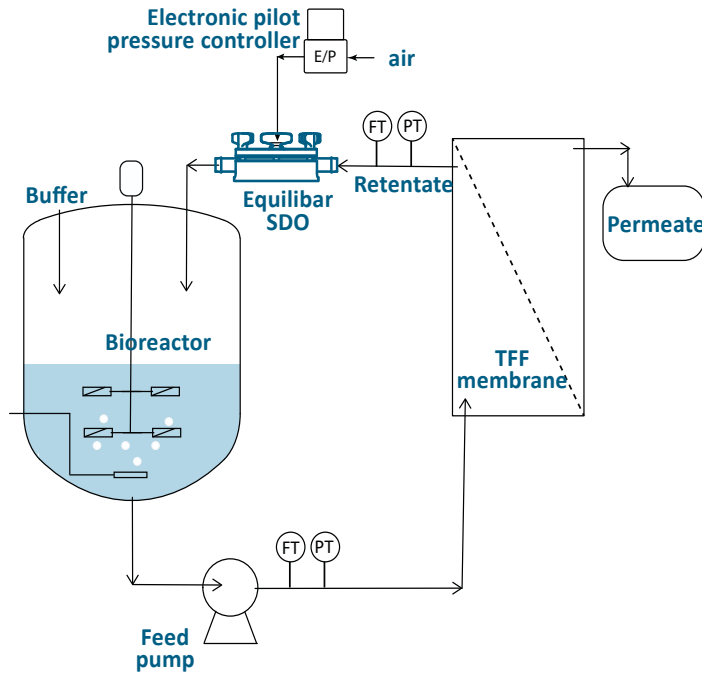 Electronic pilot
pressure controller
E/P
air
FT
PT
Retentate
Equilibar
SDO
Buffer
Permeate
Bioreactor
TFF
membrane
FT
PT
Feed
pump